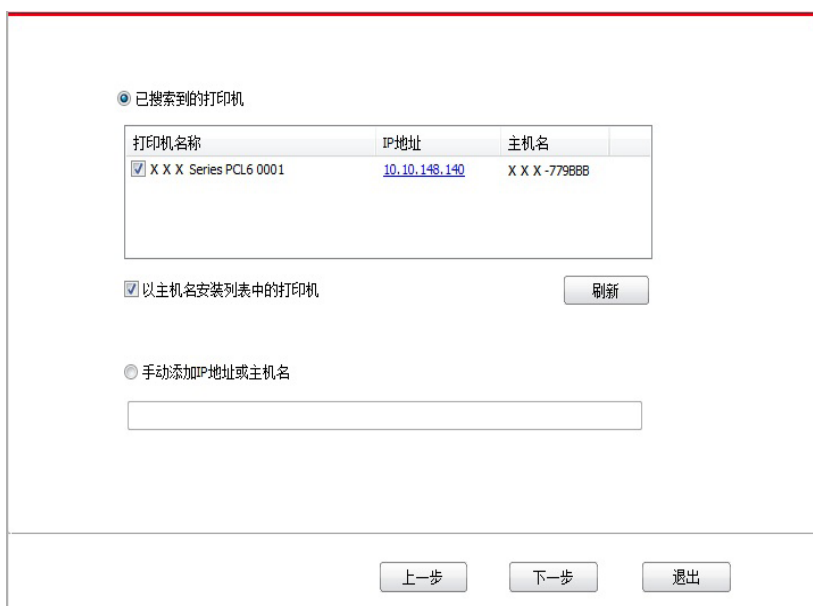 已搜索到的打印机
打印机名称 IP地址 主机名
X X X Series PCL6 0001 10.10.148.140 X X X -779BBB
以主机名安装列表中的打印机 刷新
手动添加IP地址或主机名
上一步 下一步 退出